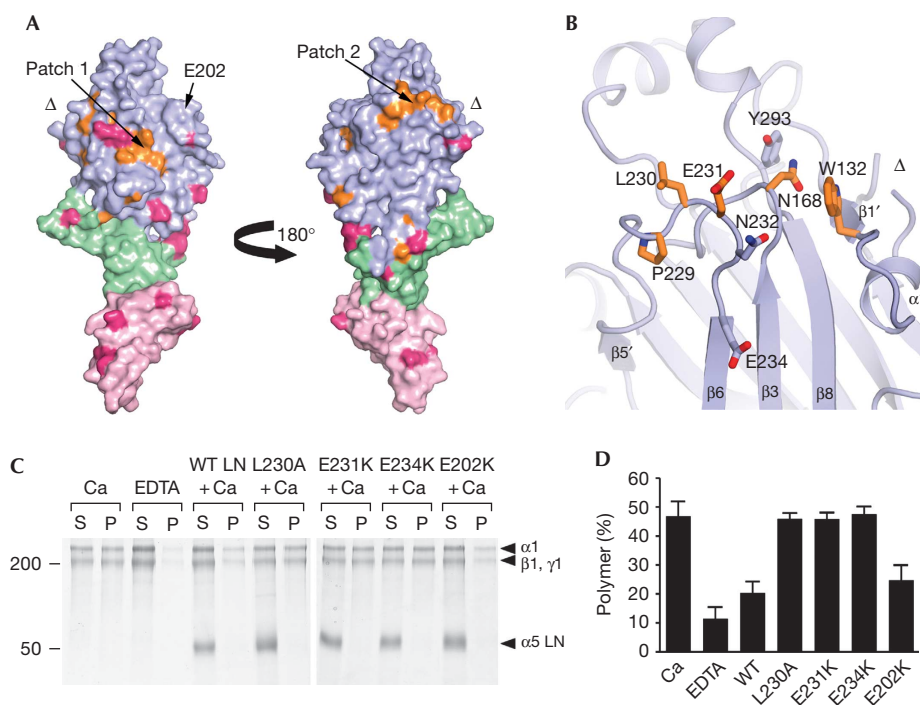 A
Patch 1
E202
Δ
Patch 2
Δ
180°
B
Y293
L230
E231
W132
Δ
N168
β1′
N232
P229
α
β5′
E234
β6
β3
β8
C
WT LN L230A E231K E234K E202K
Ca EDTA + Ca + Ca + Ca + Ca + Ca
S P S P S P S P S P S P S P
α1
200
β1, γ1
50
α5 LN
D
Polymer (%)
60
50
40
30
20
10
0
Ca
EDTA
WT
L230A
E231K
E234K
E202K